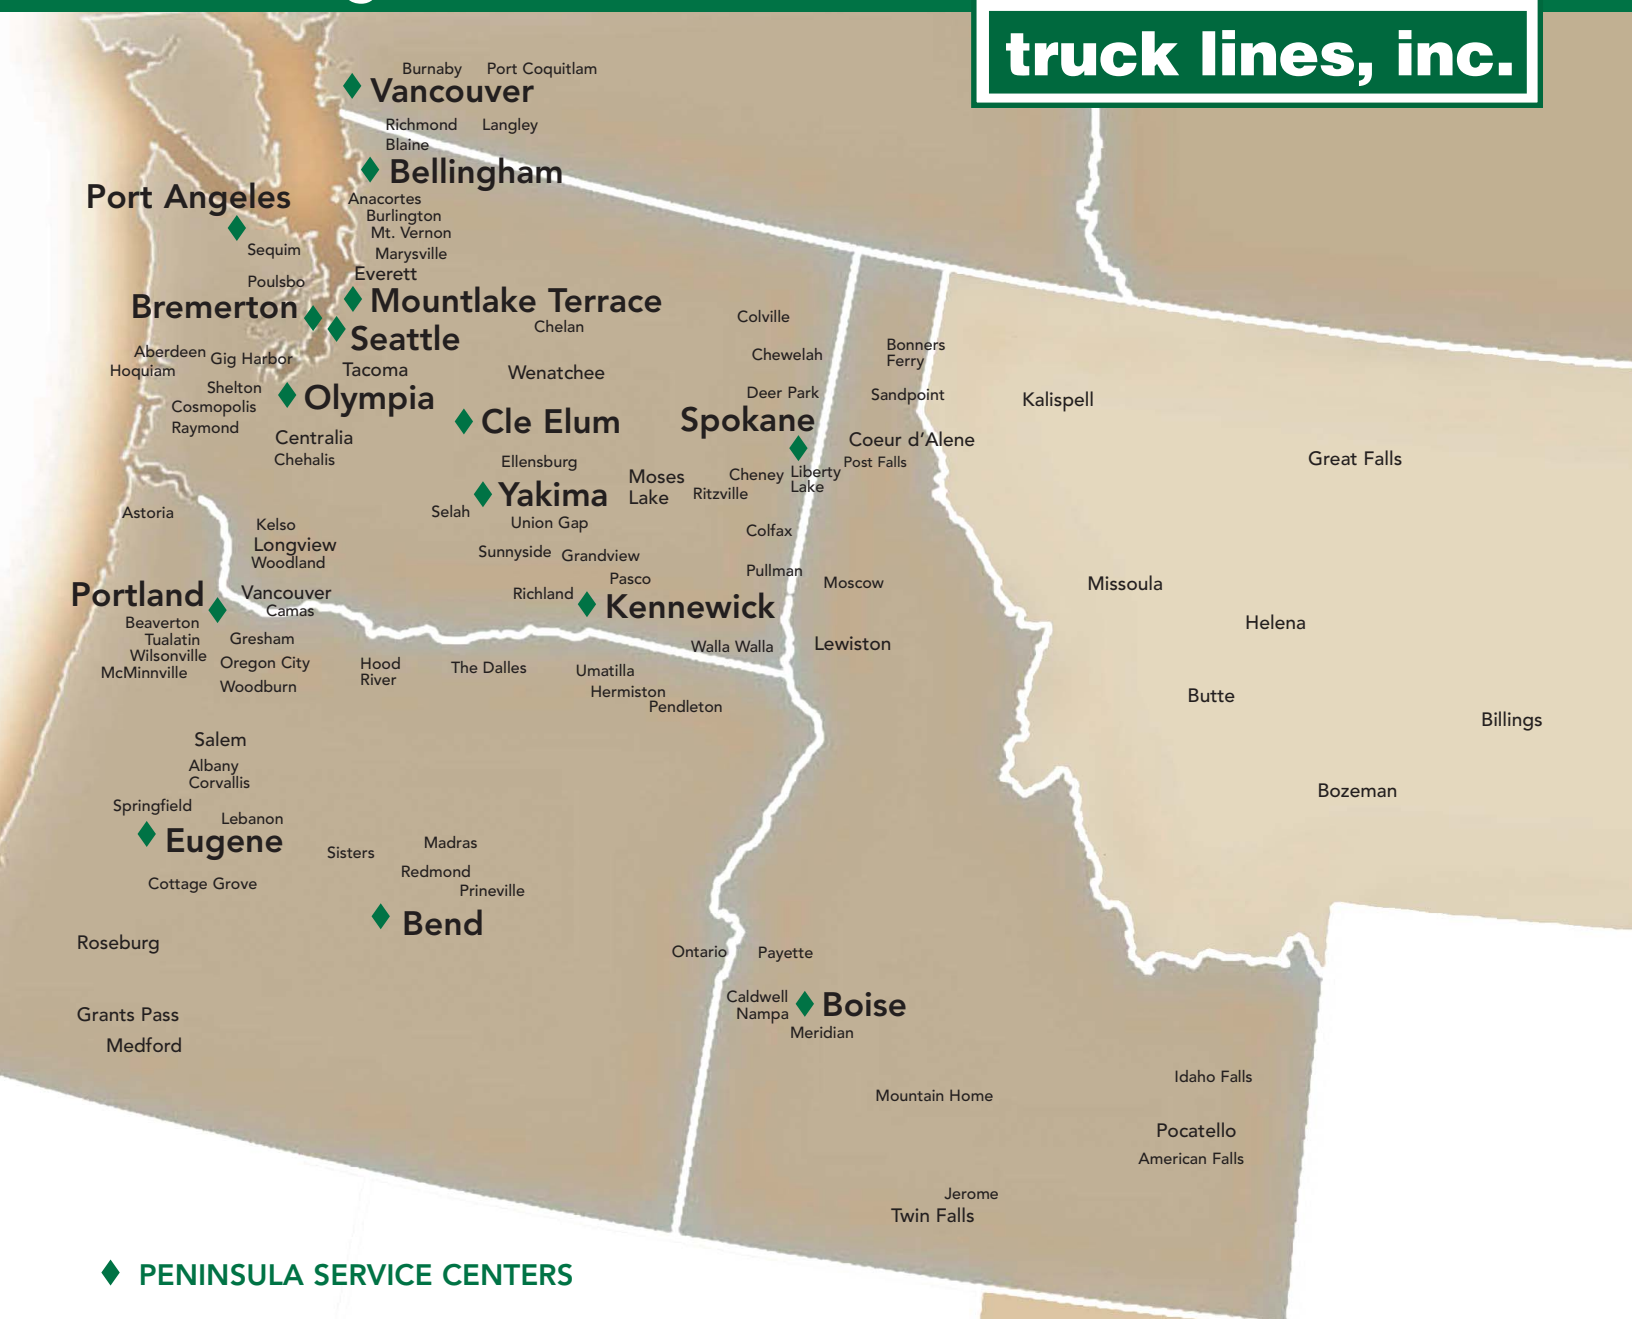 truck lines, inc.
Burnaby
Port Coquitlam
Vancouver
Richmond
Langley
Blaine
Bellingham
Port Angeles
Anacortes
Burlington
Mt. Vernon
Sequim
Marysville
Everett
Poulsbo
Mountlake Terrace
Bremerton
Seattle
Chelan
Colville
Aberdeen
Gig Harbor
Hoquiam
Tacoma
Wenatchee
Chewelah
Bonners
Ferry
Shelton
Olympia
Deer Park
Sandpoint
Kalispell
Cosmopolis
Raymond
Cle Elum
Spokane
Centralia
Chehalis
Coeur d'Alene
Post Falls
Great Falls
Ellensburg
Moses
Lake
Cheney
Liberty
Lake
Ritzville
Yakima
Selah
Union Gap
Astoria
Kelso
Longview
Woodland
Colfax
Sunnyside
Grandview
Pasco
Pullman
Moscow
Missoula
Richland
Kennewick
Portland
Vancouver
Camas
Beaverton
Tualatin
Wilsonville
McMinnville
Gresham
Oregon City
Woodburn
Hood
River
The Dalles
Walla Walla
Lewiston
Helena
Umatilla
Hermiston
Pendleton
Butte
Billings
Salem
Albany
Corvallis
Bozeman
Springfield
Lebanon
Eugene
Sisters
Madras
Redmond
Prineville
Cottage Grove
Bend
Roseburg
Ontario
Payette
Caldwell
Nampa
Boise
Meridian
Grants Pass
Medford
Idaho Falls
Mountain Home
Pocatello
American Falls
Jerome
Twin Falls
PENINSULA SERVICE CENTERS